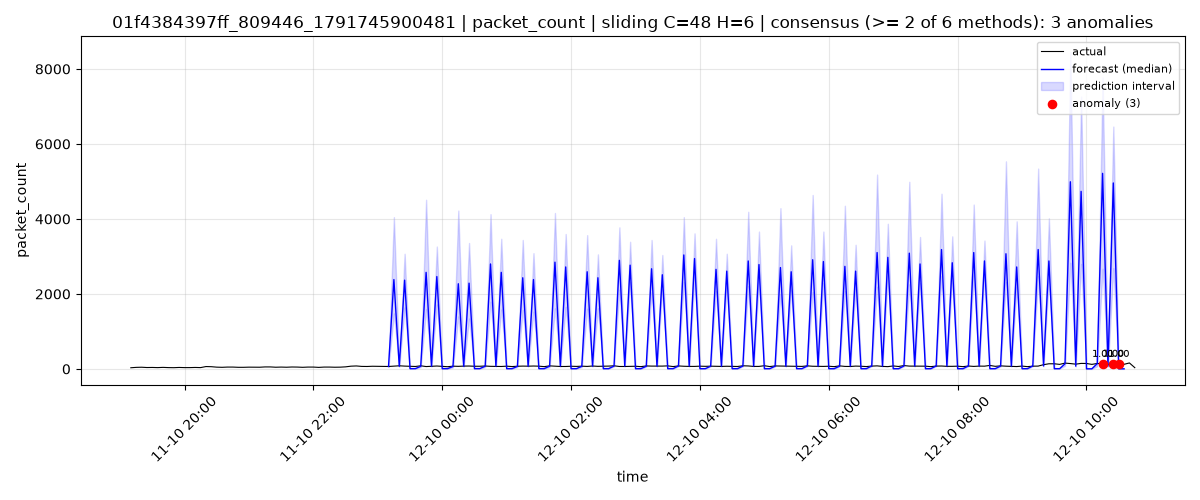 01f4384397ff_809446_1791745900481 | packet_count | sliding C=48 H=6 | consensus (>= 2 of 6 methods): 3 anomalies
actual
forecast (median)
prediction interval
anomaly (3)
packet_count
8000
6000
4000
2000
0
11-10 20:00
11-10 22:00
12-10 00:00
12-10 02:00
12-10 04:00
12-10 06:00
12-10 08:00
12-10 10:00
time